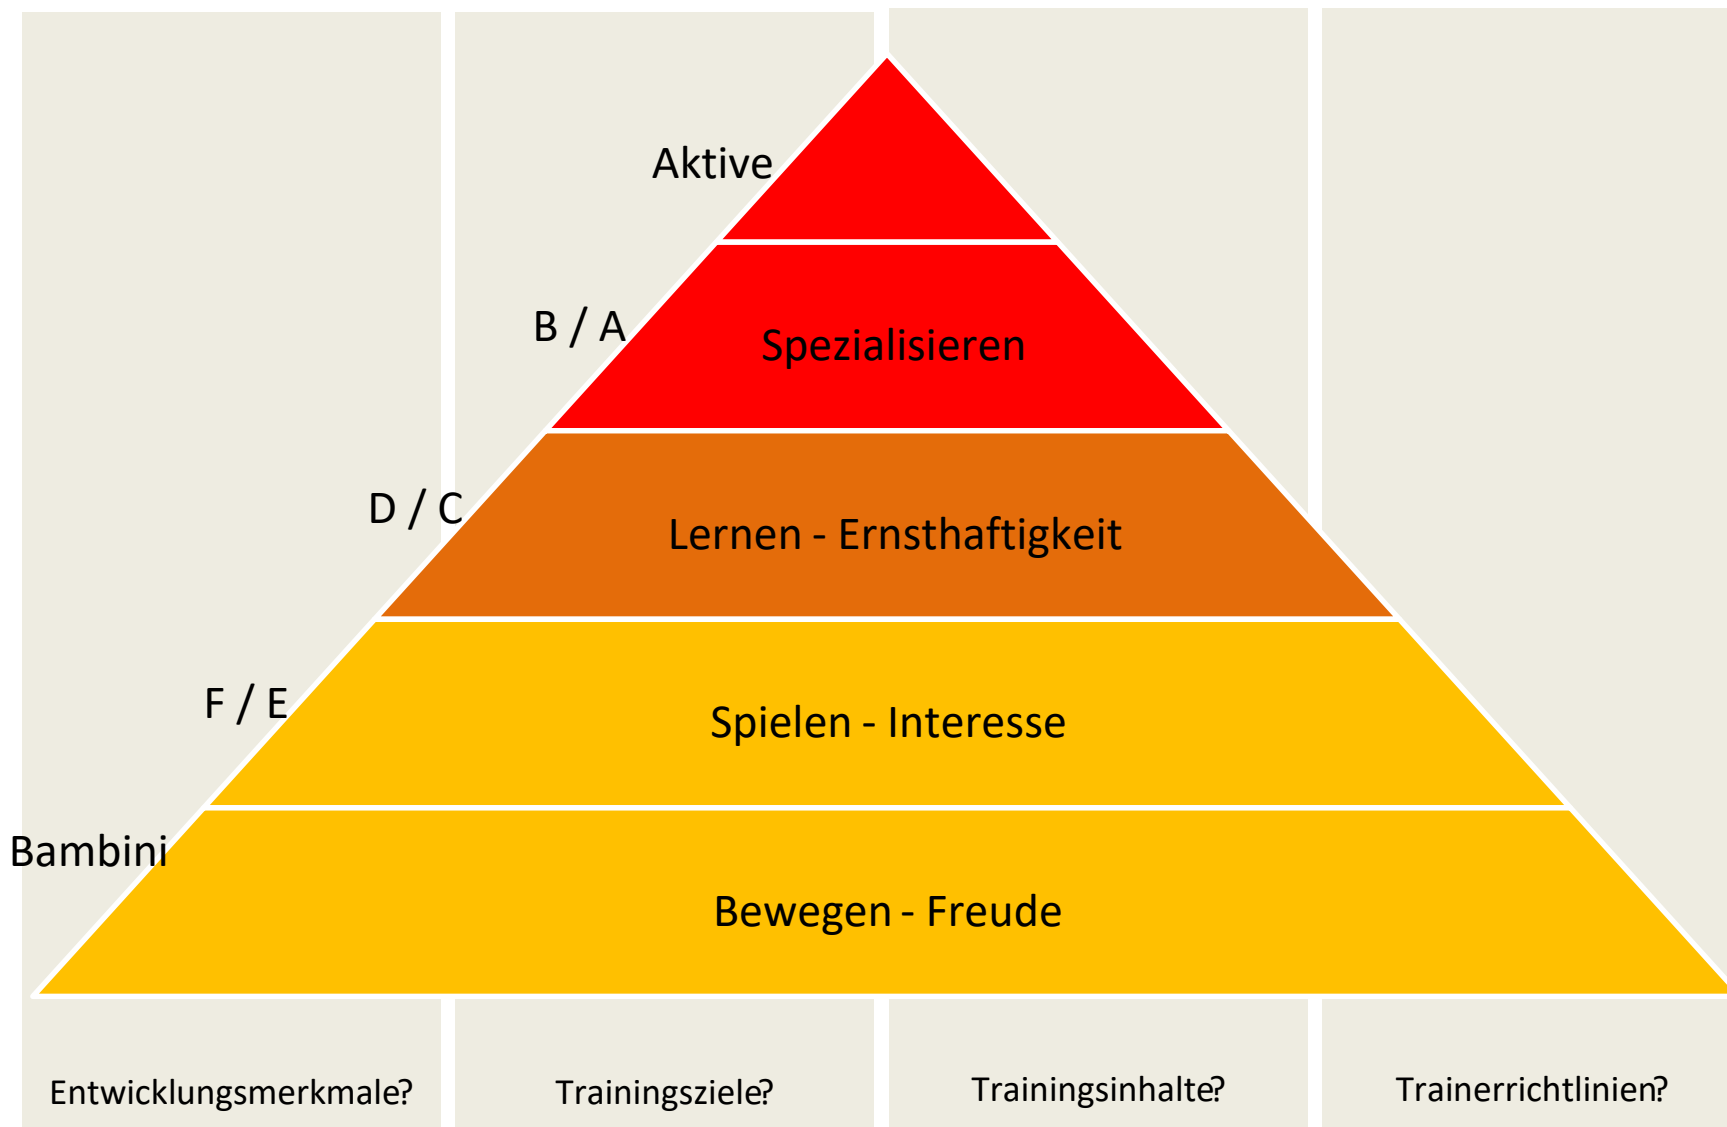 Aktive
B / A
Spezialisieren
D / C
Lernen - Ernsthaftigkeit
F / E
Spielen - Interesse
Bambini
Bewegen - Freude
Entwicklungsmerkmale?
Trainingsziele?
Trainingsinhalte?
Trainerrichtlinien?